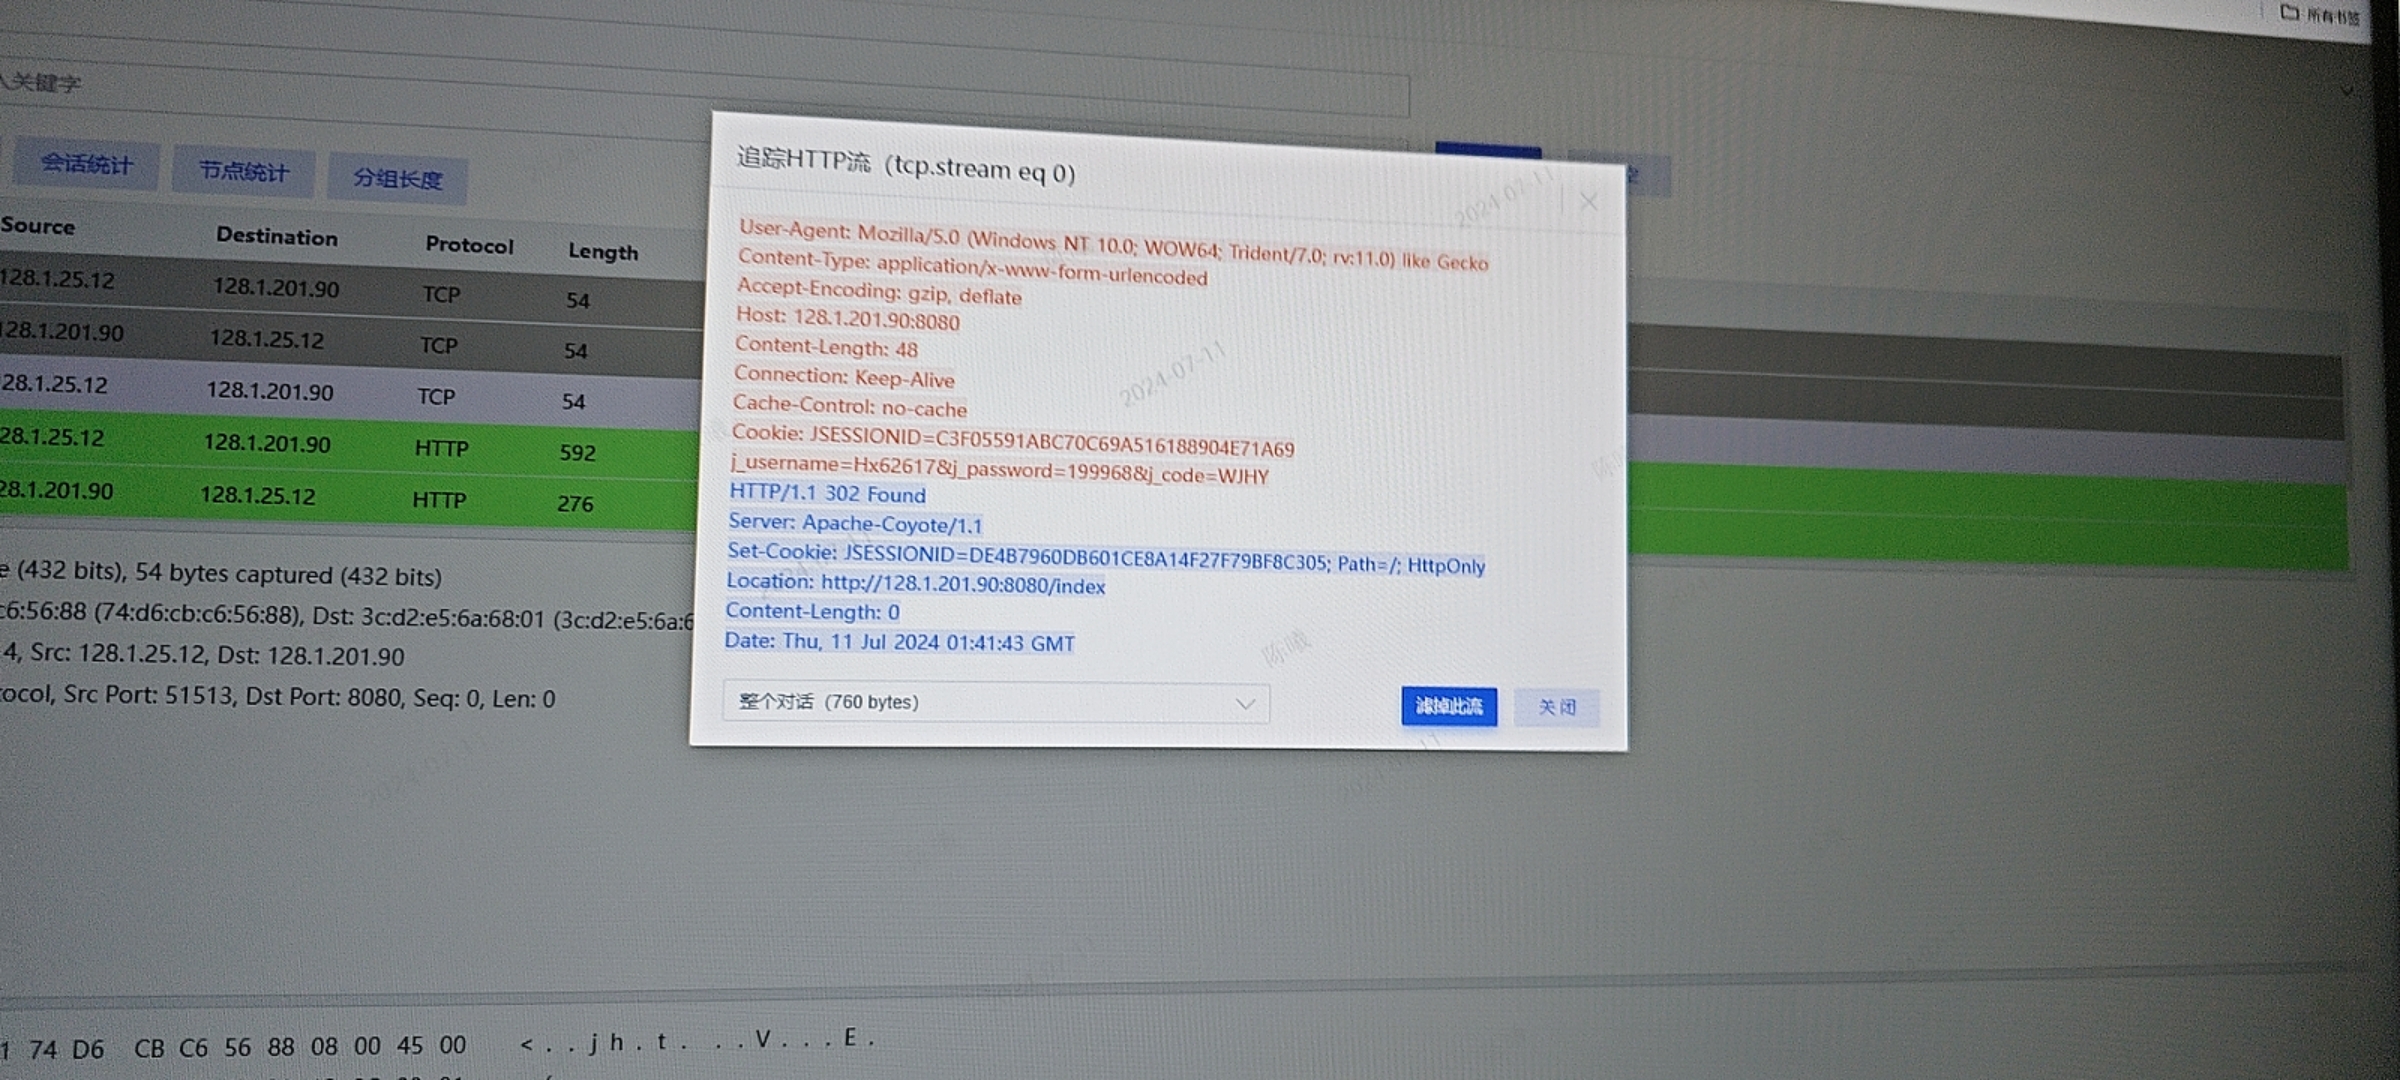 所有书签
入关键字
会话统计 节点统计 分组长度
Source Destination Protocol Length
128.1.25.12 128.1.201.90 TCP 54
128.1.201.90 128.1.25.12 TCP 54
28.1.25.12 128.1.201.90 TCP 54
28.1.25.12 128.1.201.90 HTTP 592
28.1.201.90 128.1.25.12 HTTP 276
e (432 bits), 54 bytes captured (432 bits)
c6:56:88 (74:d6:cb:c6:56:88), Dst: 3c:d2:e5:6a:68:01 (3c:d2:e5:6a:6
4, Src: 128.1.25.12, Dst: 128.1.201.90
ocol, Src Port: 51513, Dst Port: 8080, Seq: 0, Len: 0
追踪HTTP流 (tcp.stream eq 0)
2024-07-11
User-Agent: Mozilla/5.0 (Windows NT 10.0; WOW64; Trident/7.0; rv:11.0) like Gecko
Content-Type: application/x-www-form-urlencoded
Accept-Encoding: gzip, deflate
Host: 128.1.201.90:8080
Content-Length: 48
Connection: Keep-Alive
2024-07-11
Cache-Control: no-cache
Cookie: JSESSIONID=C3F05591ABC70C69A516188904E71A69
j_username=Hx62617&j_password=199968&j_code=WJHY
HTTP/1.1 302 Found
Server: Apache-Coyote/1.1
Set-Cookie: JSESSIONID=DE4B7960DB601CE8A14F27F79BF8C305; Path=/; HttpOnly
Location: http://128.1.201.90:8080/index
Content-Length: 0
Date: Thu, 11 Jul 2024 01:41:43 GMT
整个对话 (760 bytes)
滤掉此流 关闭
74 D6 CB C6 56 88 08 00 45 00 < . . j h . t . . . V . . . E .